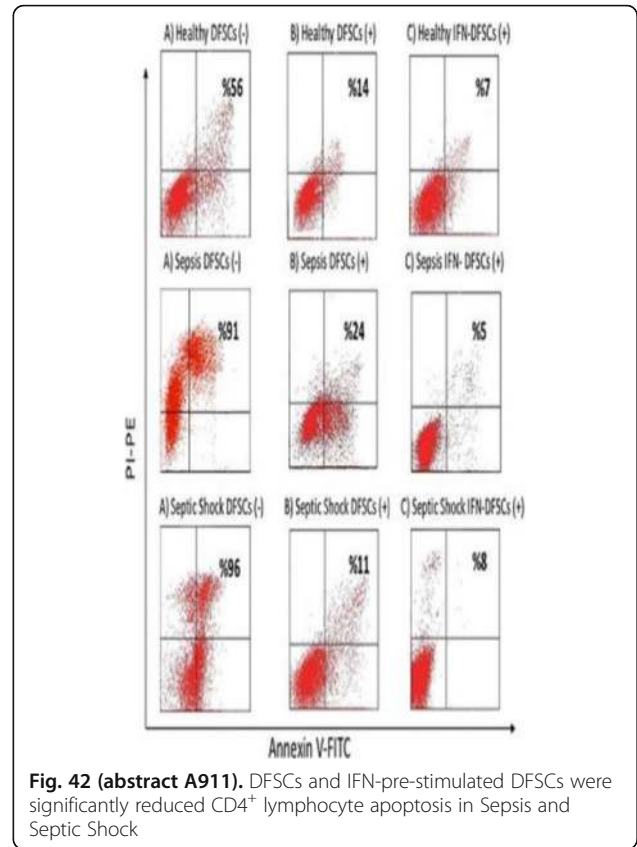 A) Healthy DFSCs (-) B) Healthy DFSCs (+) C) Healthy IFN-DFSCs (+)
%56 %14 %7
A) Sepsis DFSCs (-) B) Sepsis DFSCs (+) C) Sepsis IFN- DFSCs (+)
%91 %24 %5
PI-PE
A) Septic Shock DFSCs (-) B) Septic Shock DFSCs (+) C) Septic Shock IFN-DFSCs (+)
%96 %11 %8
Annexin V-FITC
Fig. 42 (abstract A911). DFSCs and IFN-pre-stimulated DFSCs were
significantly reduced CD4⁺ lymphocyte apoptosis in Sepsis and
Septic Shock